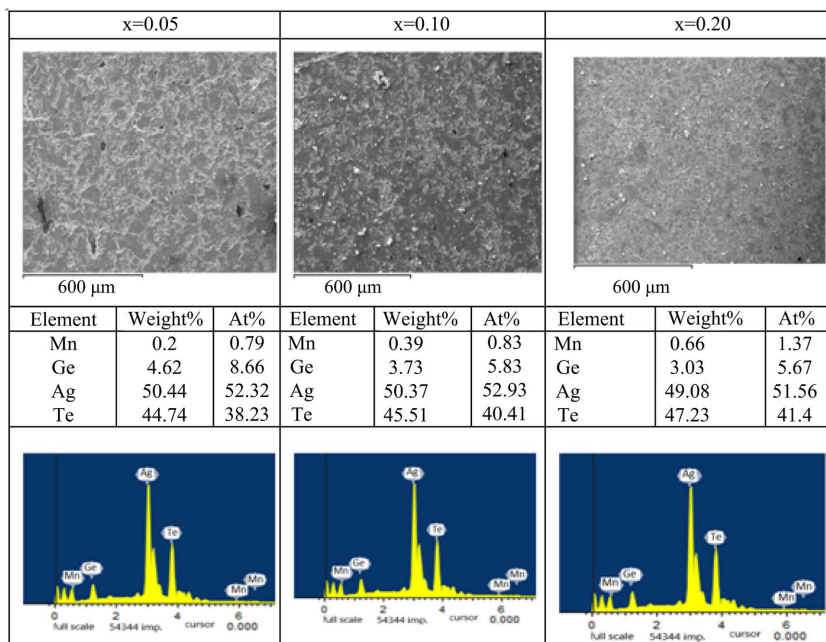 x=0.05 x=0.10 x=0.20
600 μm 600 μm 600 μm
Element Weight% At% Element Weight% At% Element Weight% At%
Mn 0.2 0.79 Mn 0.39 0.83 Mn 0.66 1.37
Ge 4.62 8.66 Ge 3.73 5.83 Ge 3.03 5.67
Ag 50.44 52.32 Ag 50.37 52.93 Ag 49.08 51.56
Te 44.74 38.23 Te 45.51 40.41 Te 47.23 41.4
Ag Ag Ag
Te Te Te
Mn Ge Mn Mn Mn Ge Mn Mn Mn Ge Mn Mn
0 2 4 6 0 2 4 6 0 2 4 6
full scale 54344 imp. cursor 0.000 full scale 54344 imp. cursor 0.000 full scale 54344 imp. cursor 0.000